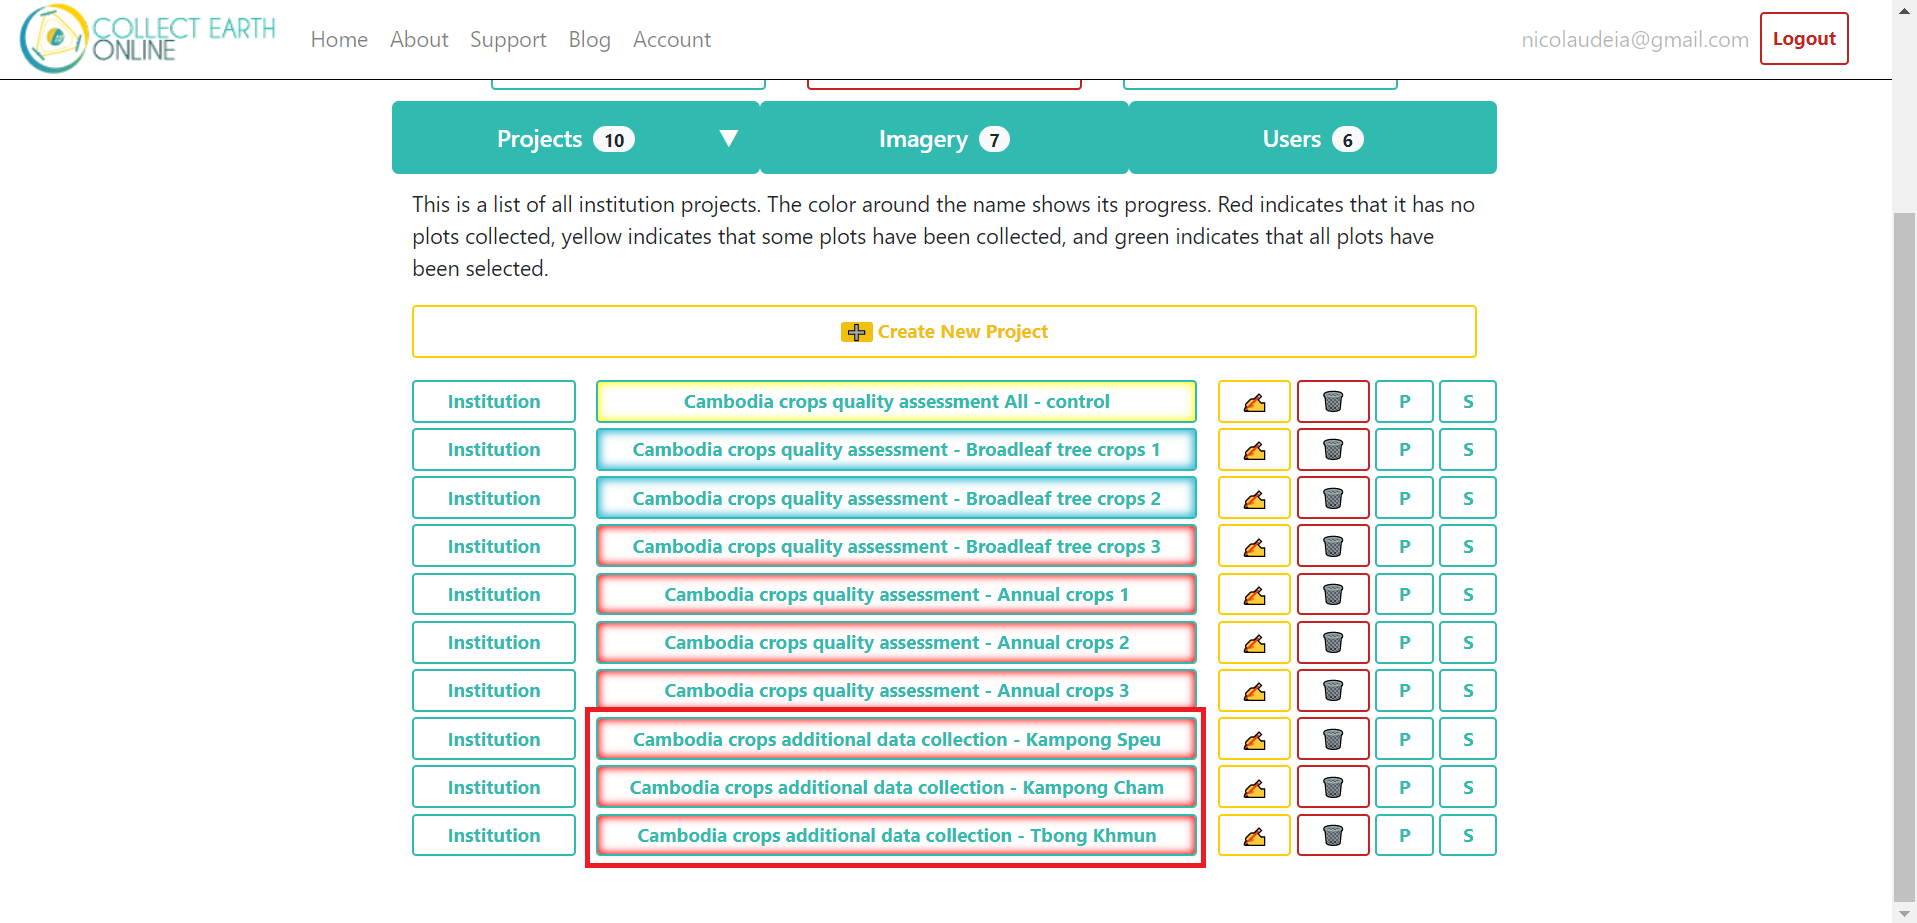 COLLECT EARTH
ONLINE
Home About Support Blog Account
nicolaudeia@gmail.com Logout
Projects 10 ▼ Imagery 7 Users 6
This is a list of all institution projects. The color around the name shows its progress. Red indicates that it has no
plots collected, yellow indicates that some plots have been collected, and green indicates that all plots have
been selected.
Create New Project
Institution Cambodia crops quality assessment All - control P S
Institution Cambodia crops quality assessment - Broadleaf tree crops 1 P S
Institution Cambodia crops quality assessment - Broadleaf tree crops 2 P S
Institution Cambodia crops quality assessment - Broadleaf tree crops 3 P S
Institution Cambodia crops quality assessment - Annual crops 1 P S
Institution Cambodia crops quality assessment - Annual crops 2 P S
Institution Cambodia crops quality assessment - Annual crops 3 P S
Institution Cambodia crops additional data collection - Kampong Speu P S
Institution Cambodia crops additional data collection - Kampong Cham P S
Institution Cambodia crops additional data collection - Tbong Khmun P S